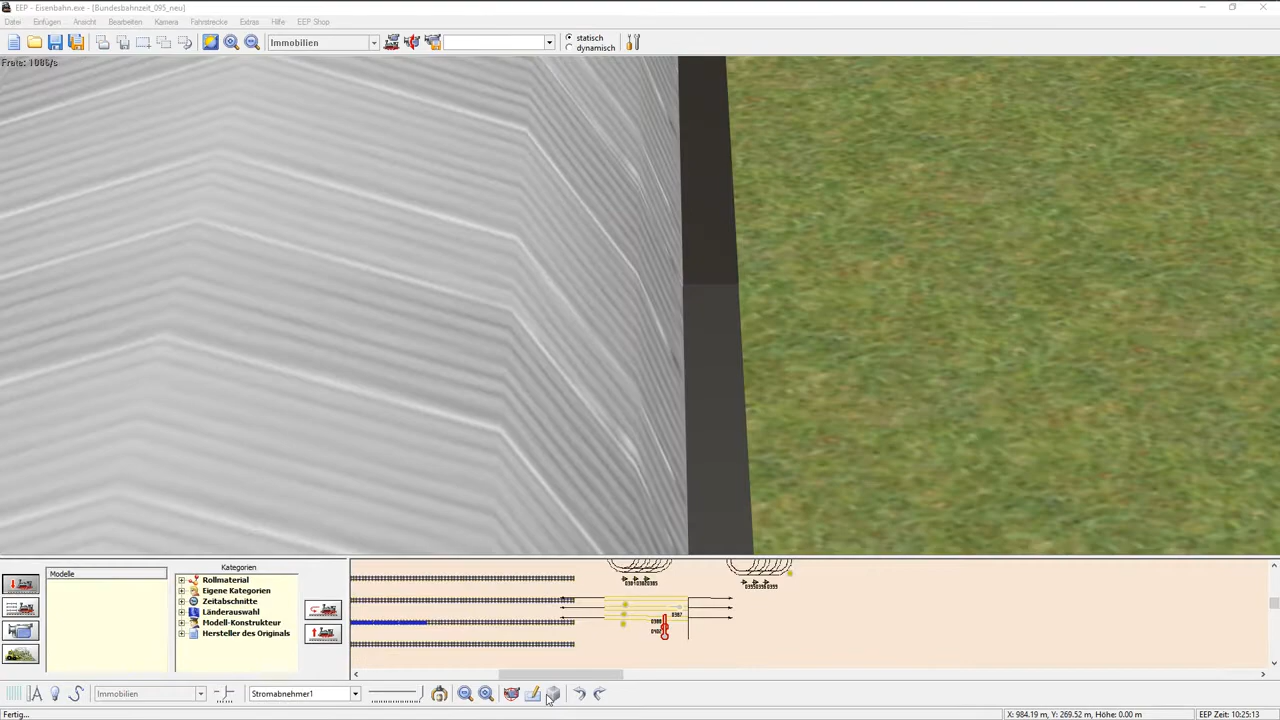 EEP - Eisenbahn.exe - [Bundesbahnzeit_095_neu]
Datei Einfügen Ansicht Bearbeiten Kamera Fahrstrecke Extras Hilfe EEP Shop
Immobilien
statisch
dynamisch
Modelle
Kategorien
Rollmaterial
Eigene Kategorien
Zeitabschnitte
Länderauswahl
Modell-Konstrukteur
Hersteller des Originals
Immobilien
Stromabnehmer1
Fertig...
X: 984.19 m, Y: 269.52 m, Höhe: 0.00 m
EEP Zeit: 10:25:13